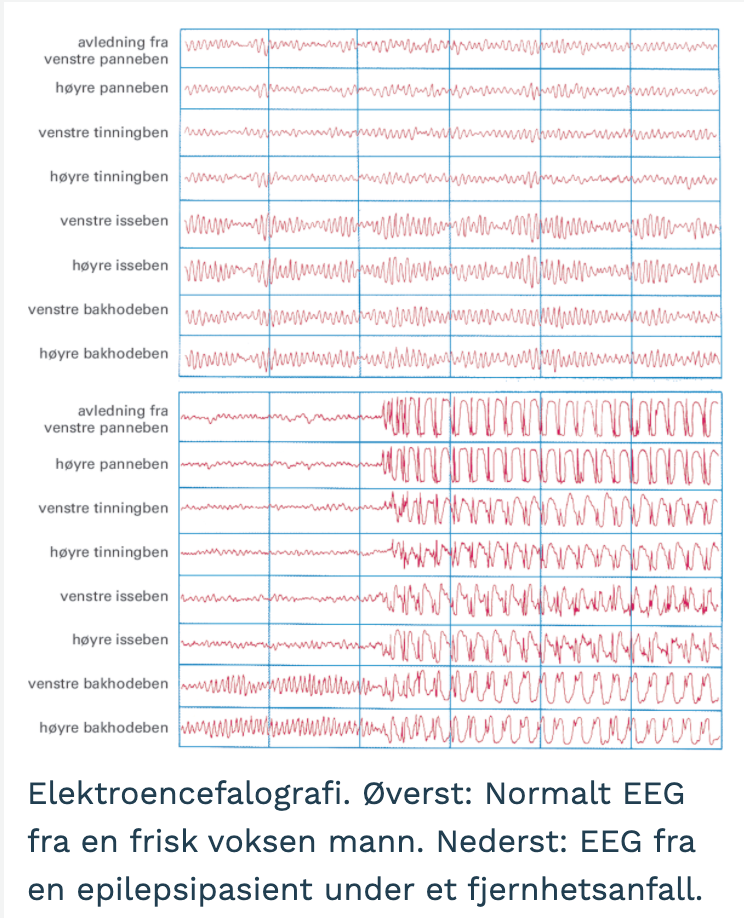 avledning fra
venstre panneben
høyre panneben
venstre tinningben
høyre tinningben
venstre isseben
høyre isseben
venstre bakhodeben
høyre bakhodeben
avledning fra
venstre panneben
høyre panneben
venstre tinningben
høyre tinningben
venstre isseben
høyre isseben
venstre bakhodeben
høyre bakhodeben
Elektroencefalografi. Øverst: Normalt EEG
fra en frisk voksen mann. Nederst: EEG fra
en epilepsipasient under et fjernhetsanfall.